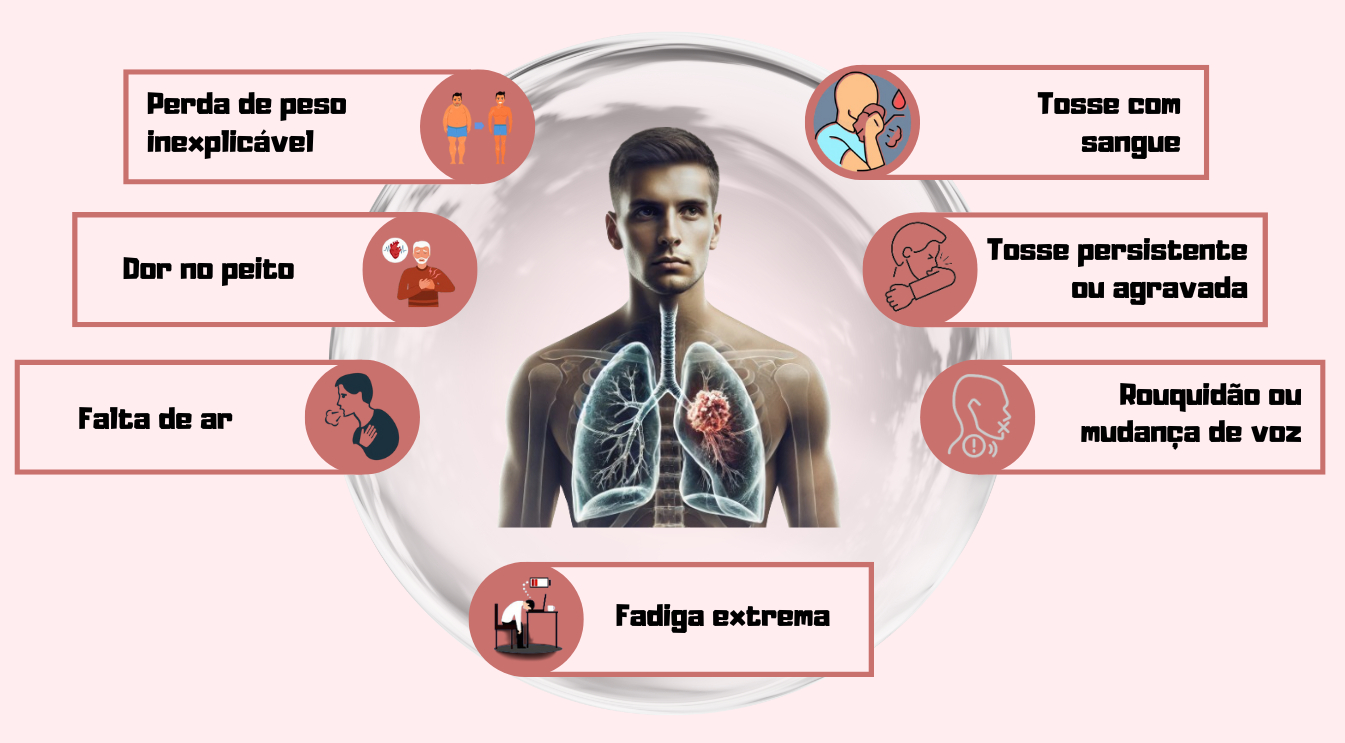 Perda de peso
inexplicável
Tosse com
sangue
Dor no peito
Tosse persistente
ou agravada
Falta de ar
Rouquidão ou
mudança de voz
Fadiga extrema